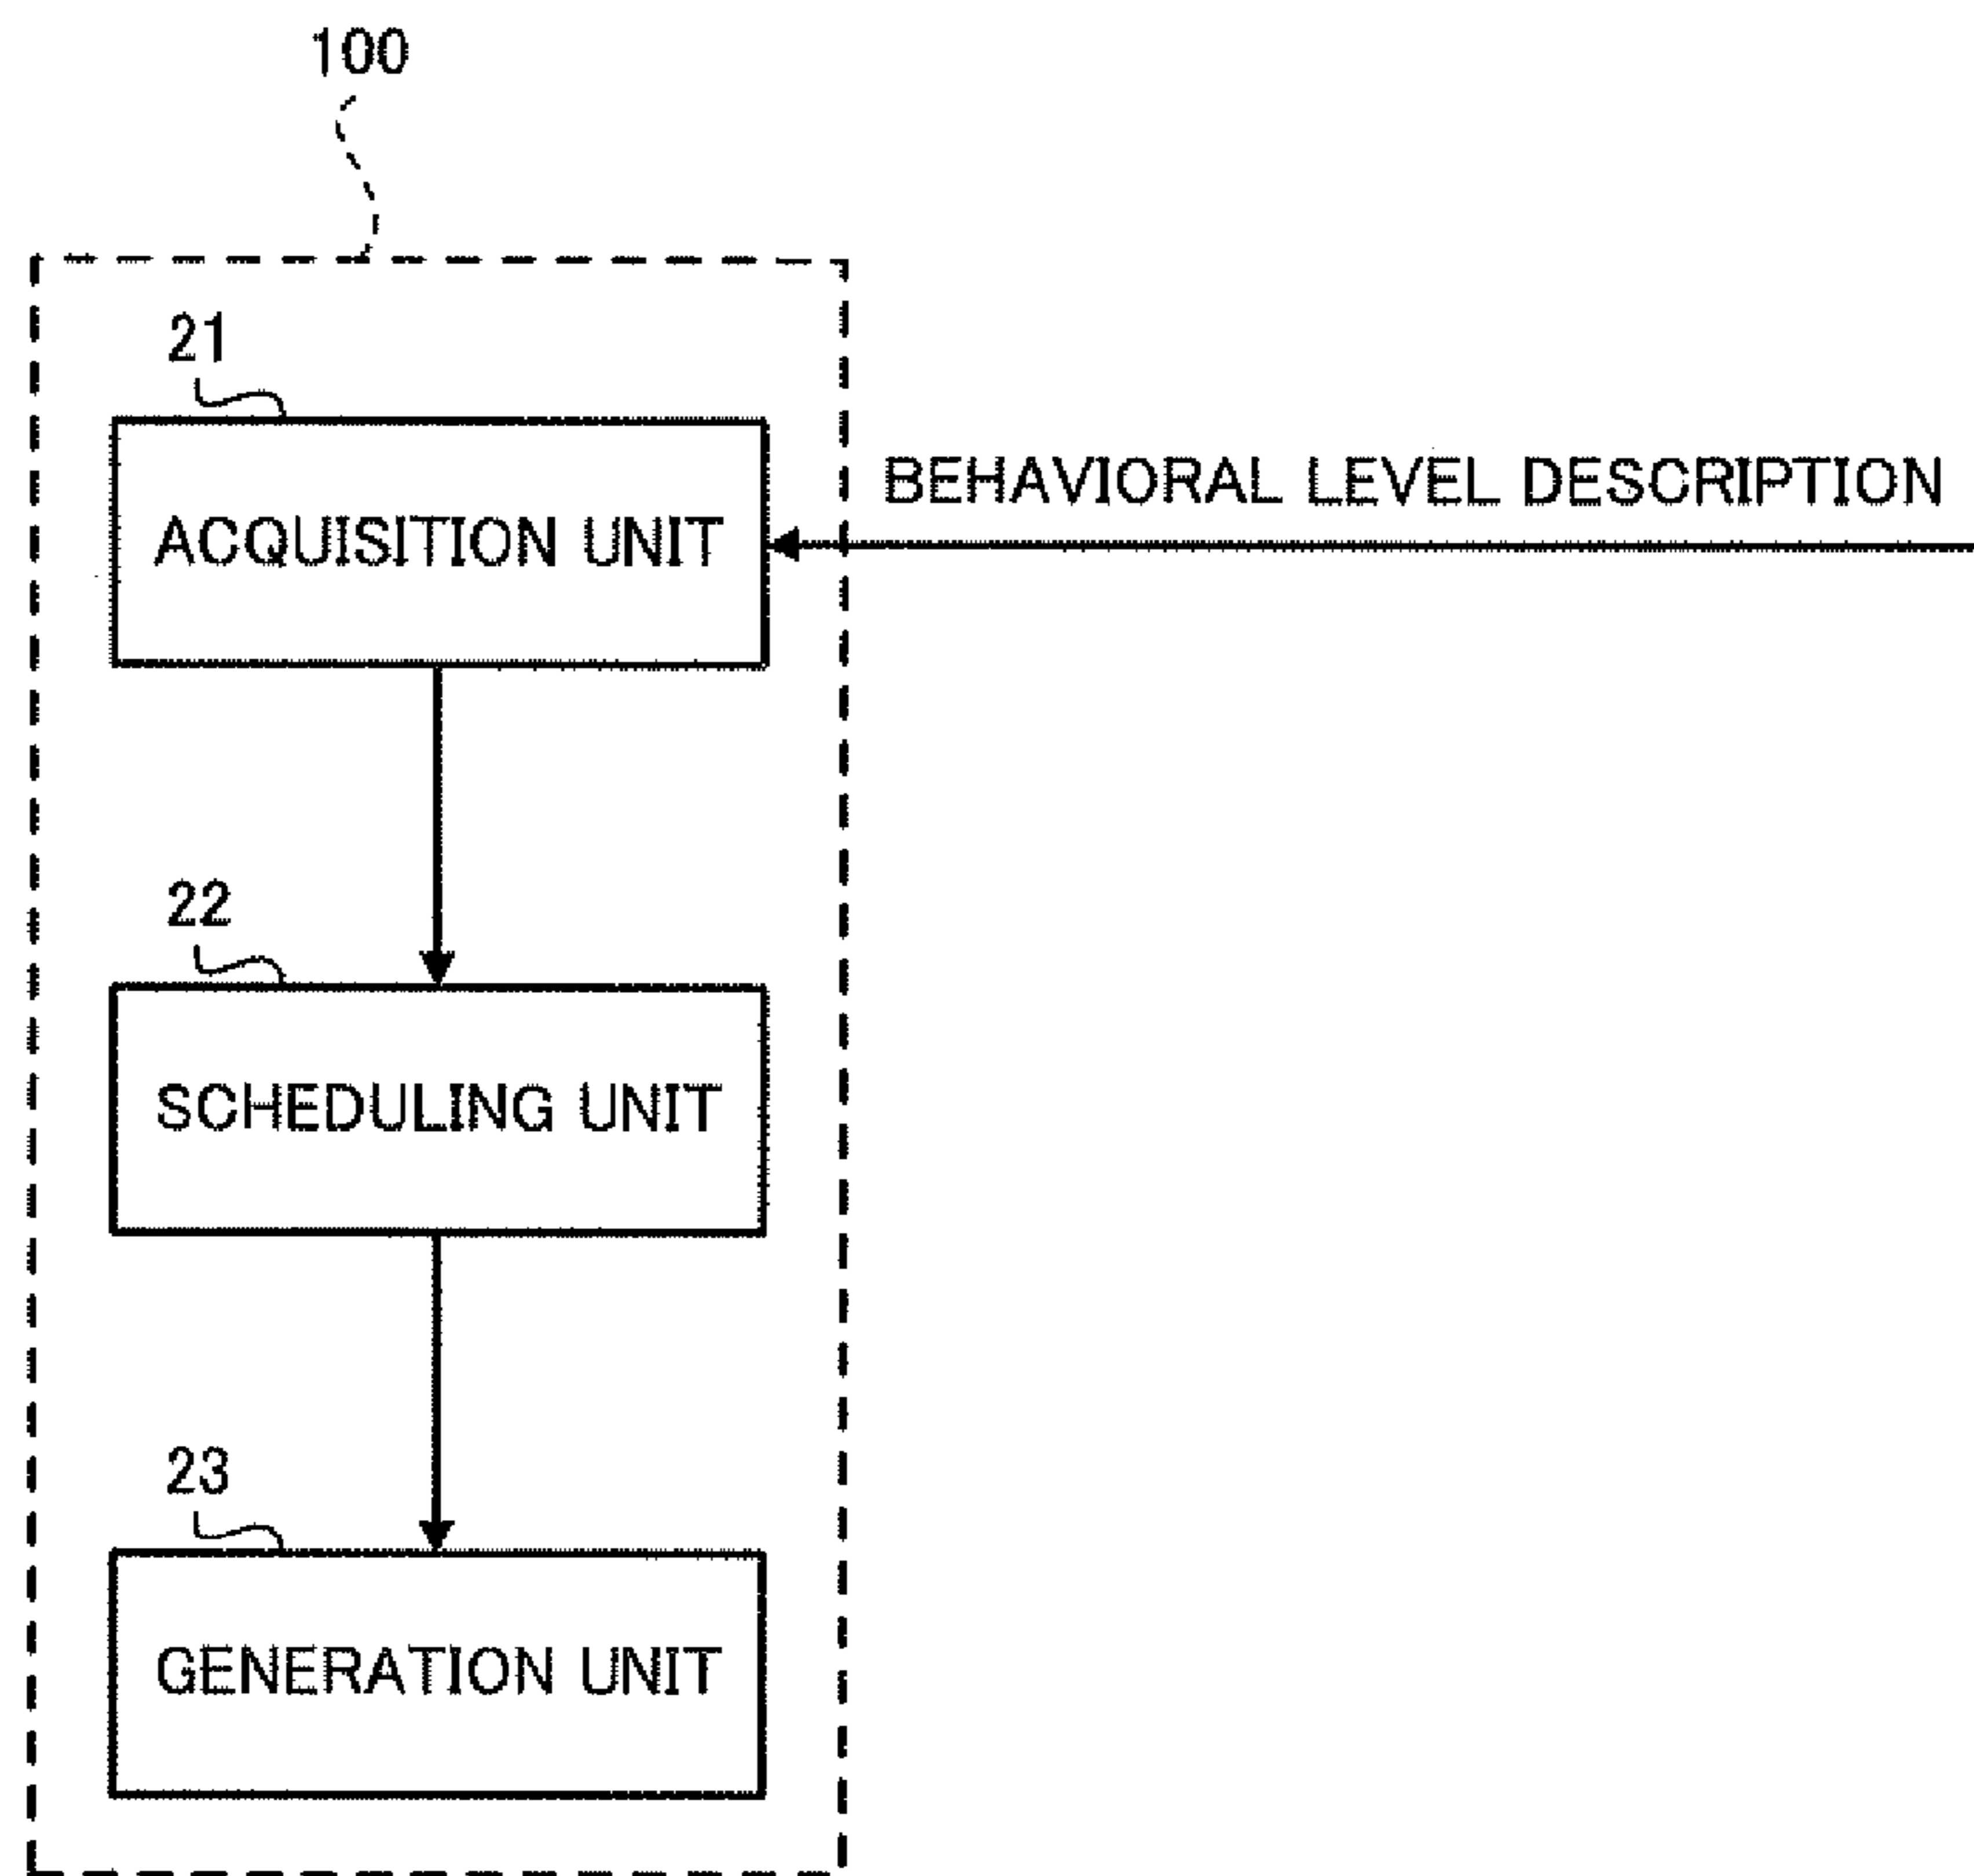 100
21
BEHAVIORAL LEVEL DESCRIPTION
ACQUISITION UNIT
22
SCHEDULING UNIT
23
GENERATION UNIT